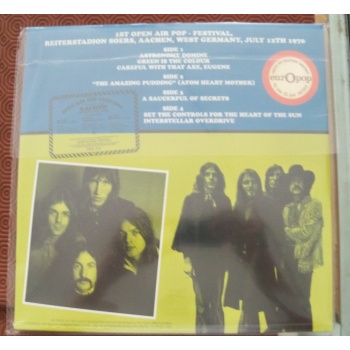 1ST OPEN AIR POP - FESTIVAL,
REITERSTADION SOERS, AACHEN, WEST GERMANY, JULY 12TH 1970
SIDE 1
ASTRONOMY DOMINE
GREEN IS THE COLOUR
CAREFUL WITH THAT AXE, EUGENE
SIDE 2
"THE AMAZING PUDDING" (ATOM HEART MOTHER)
SIDE 3
A SAUCERFUL OF SECRETS
SIDE 4
SET THE CONTROLS FOR THE HEART OF THE SUN
INTERSTELLAR OVERDRIVE
eurOpop